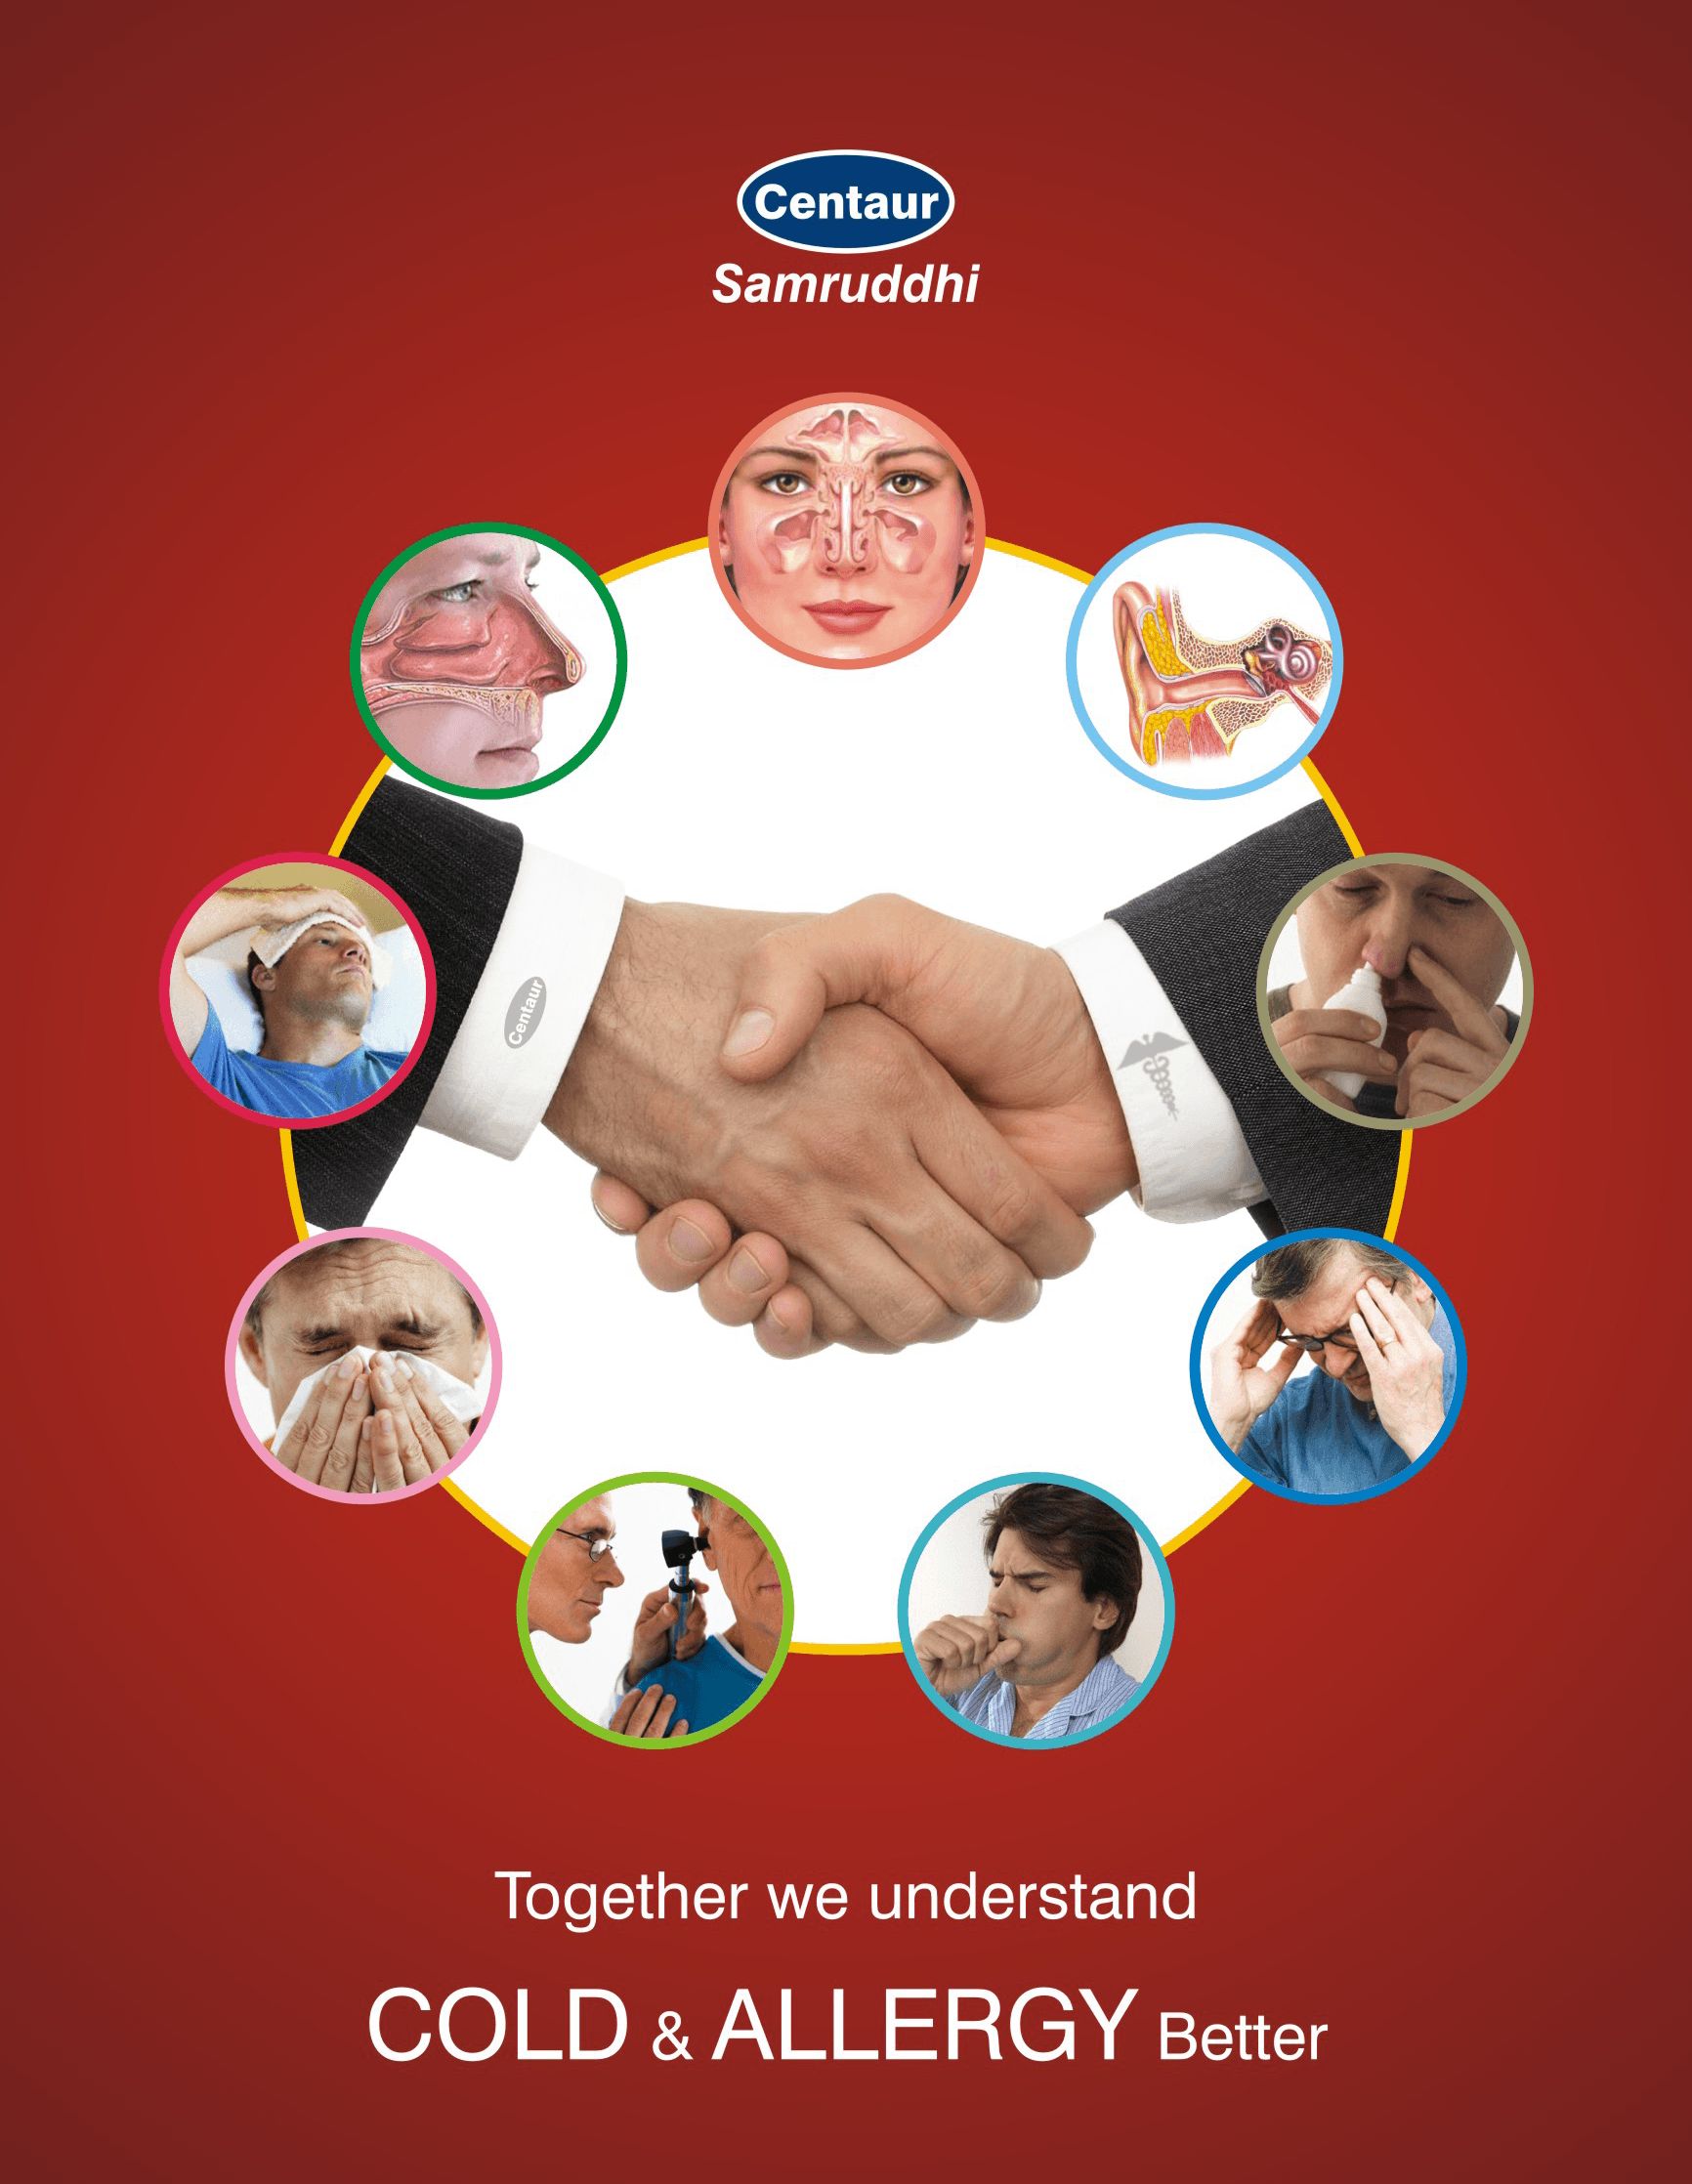 Centaur
Samruddhi
Centaur
Together we understand
COLD & ALLERGY Better